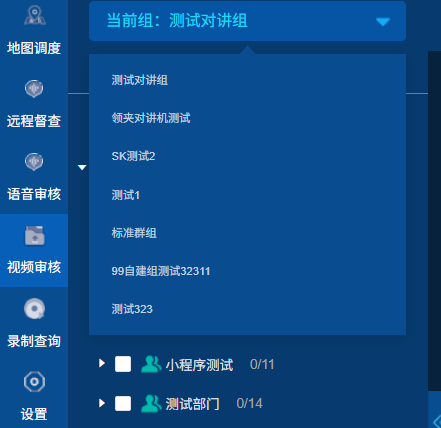 当前组：测试对讲组
地图调度
远程督查
语音审核
视频审核
录制查询
设置
测试对讲组
领夹对讲机测试
SK测试2
测试1
标准群组
99自建组测试32311
测试323
小程序测试 0/11
测试部门 0/14